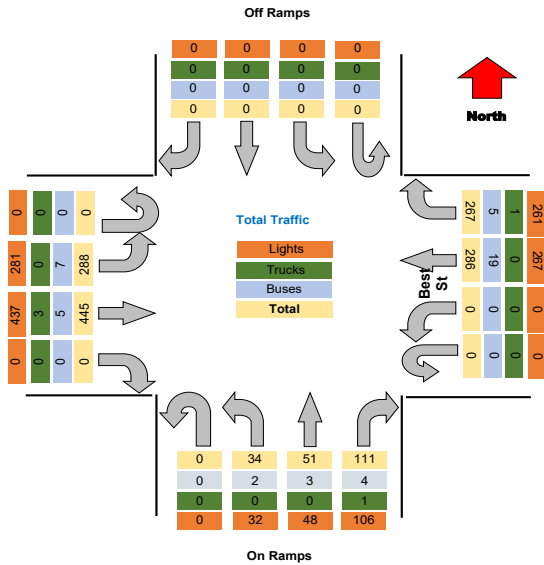 Off Ramps
0 0 0 0
0 0 0 0
0 0 0 0
0 0 0 0
North
0 0 0 0
281 0 7 288
437 3 5 445
0 0 0 0
Total Traffic
Lights
Trucks
Buses
Total
267 5 1 261
286 19 0 267
0 0 0 0
0 0 0 0
Best
St
0 34 51 111
0 2 3 4
0 0 0 1
0 32 48 106
On Ramps